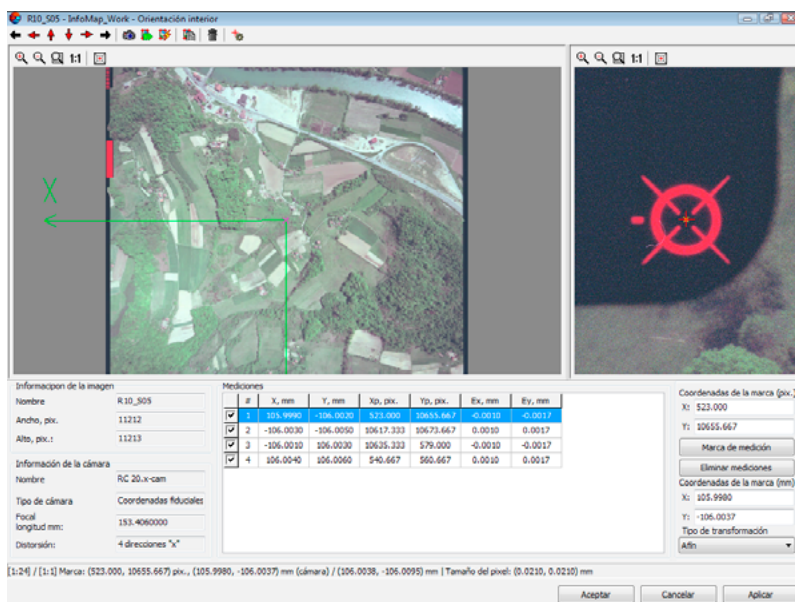 R10_S05 - InfoMap_Work - Orientación interior
1:1
1:1
X
Informacipon de la imagen
Nombre R10_S05
Ancho, pix. 11212
Alto, pix.: 11213
Información de la cámara
Nombre RC 20.x-cam
Tipo de cámara Coordenadas fiduciales
Focal
longitud mm: 153.4060000
Distorsión: 4 direcciones "x"
Mediciones
# X, mm Y, mm Xp, pix. Yp, pix. Ex, mm Ey, mm
1 105.9990 -106.0020 523.000 10655.667 -0.0010 -0.0017
2 -106.0030 -106.0050 10617.333 10673.667 0.0010 0.0017
3 -106.0010 106.0030 10635.333 579.000 -0.0010 -0.0017
4 106.0040 106.0060 540.667 560.667 0.0010 0.0017
Coordenadas de la marca (pix.)
X: 523.000
Y: 10655.667
Marca de medición
Eliminar mediciones
Coordenadas de la marca (mm)
X: 105.9980
Y: -106.0037
Tipo de transformación
Afín
[1:24] / [1:1] Marca: (523.000, 10655.667) pix., (105.9980, -106.0037) mm (cámara) / (106.0038, -106.0095) mm | Tamaño del pixel: (0.0210, 0.0210) mm
Aceptar Cancelar Aplicar